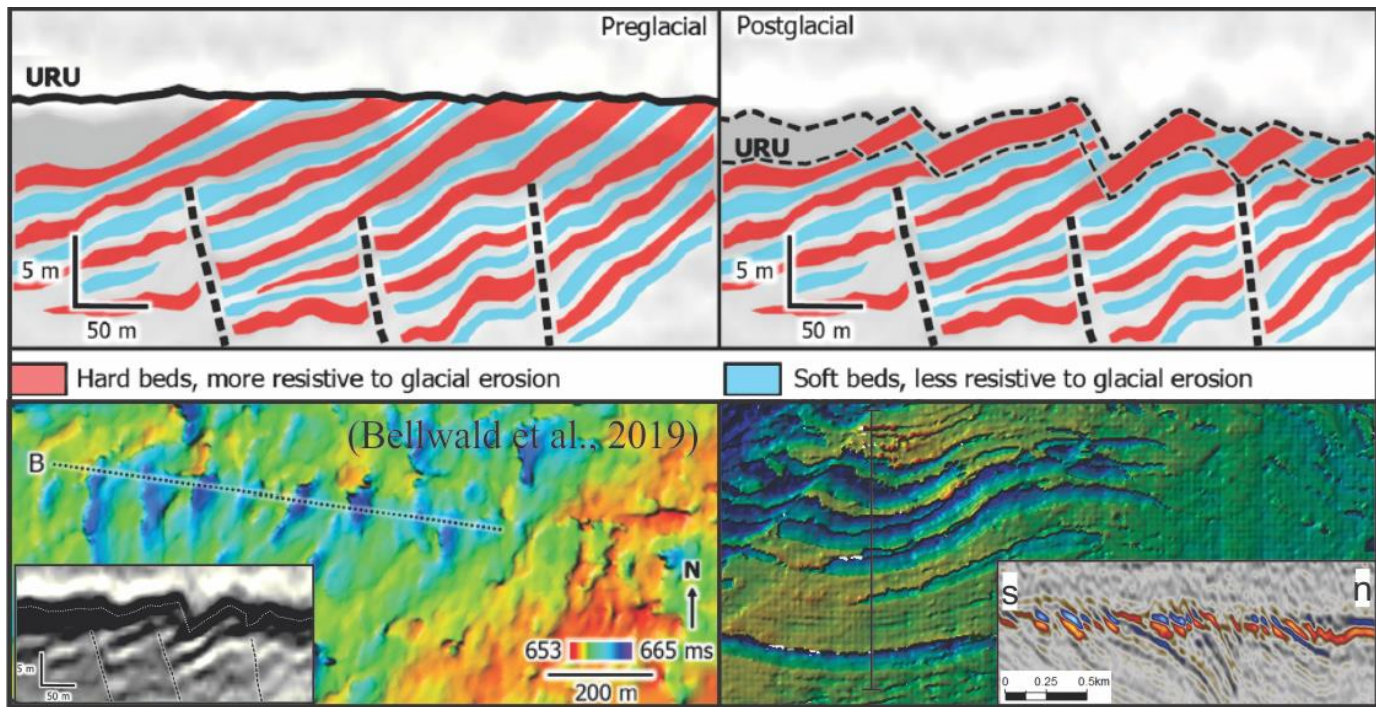 Preglacial
URU
5 m
50 m
Postglacial
URU
5 m
50 m
Hard beds, more resistive to glacial erosion
Soft beds, less resistive to glacial erosion
(Bellwald et al., 2019)
B
N
653 665 ms
200 m
5 m
50 m
s n
0 0.25 0.5km